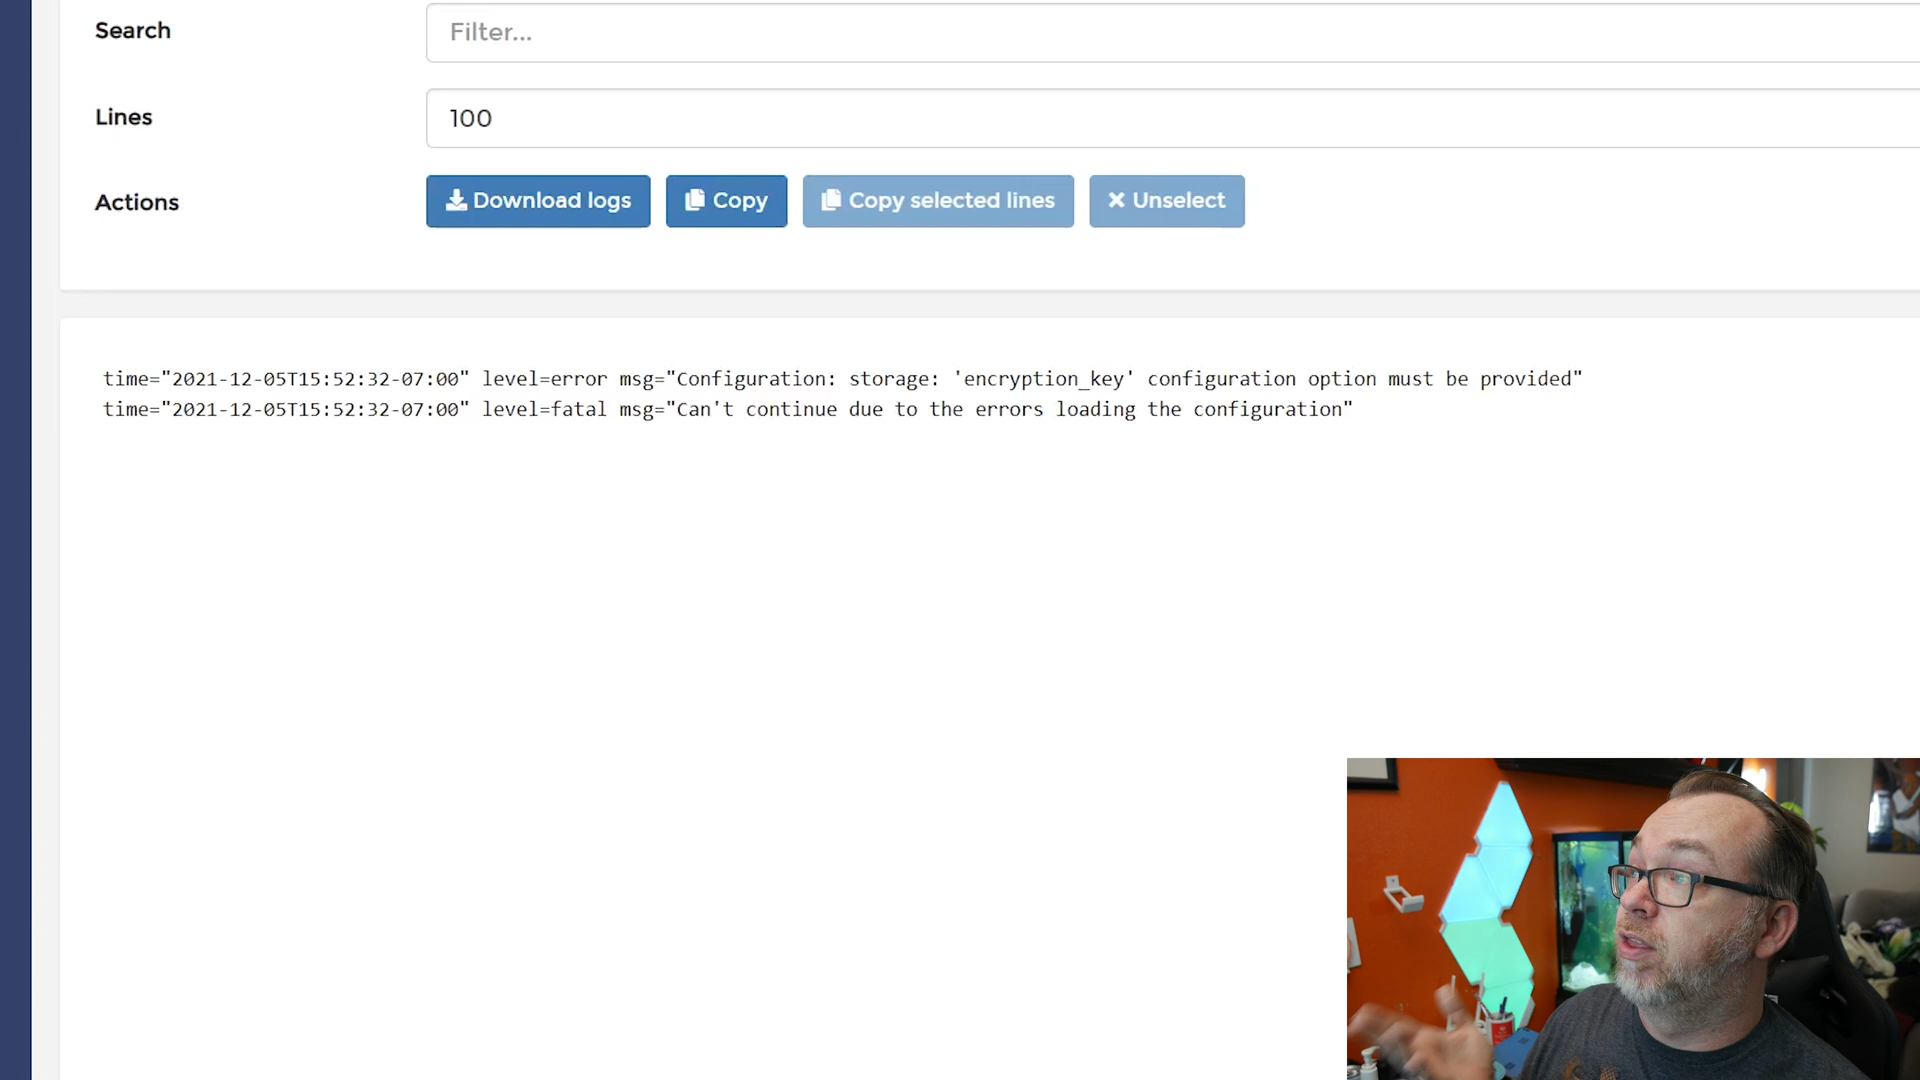 Search
Filter...
Lines
100
Actions
Download logs
Copy
Copy selected lines
Unselect
time="2021-12-05T15:52:32-07:00" level=error msg="Configuration: storage: 'encryption_key' configuration option must be provided"
time="2021-12-05T15:52:32-07:00" level=fatal msg="Can't continue due to the errors loading the configuration"